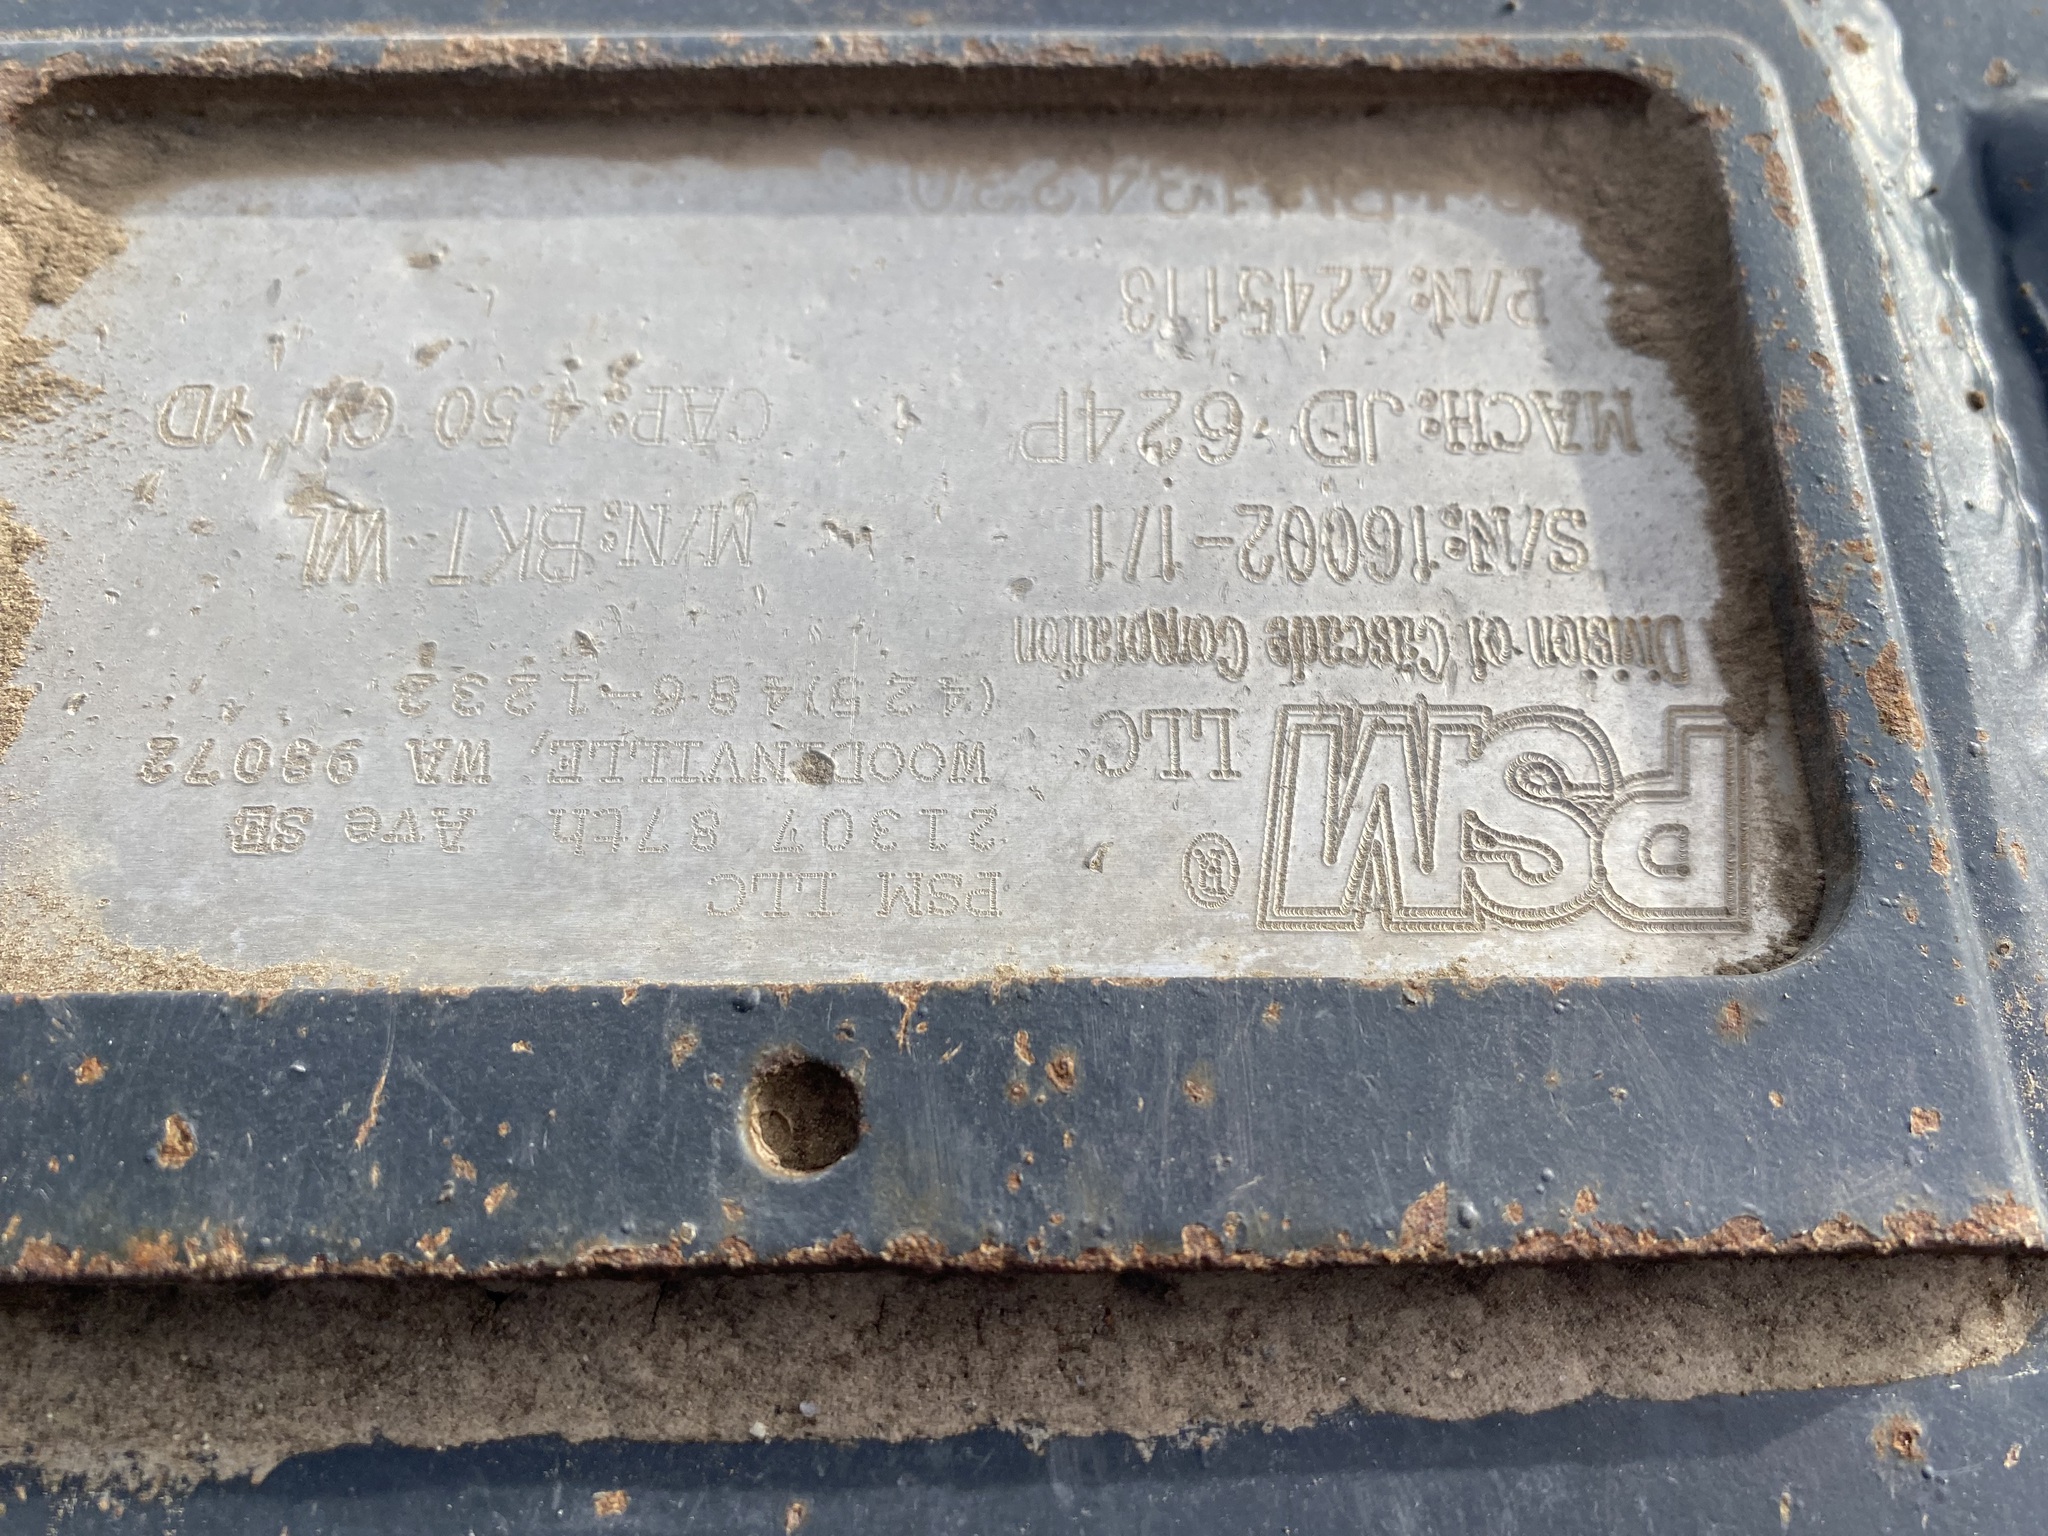 PSM ®
LLC
Division of Cascade Corporation
PSM LLC
21307 87th Ave SE
WOODINVILLE, WA 98072
(425)486-1232
S/N:16002-1/1
M/N:BKT WL
MACH:JD 624P
CAP:4.50 CU YD
P/N:2245113